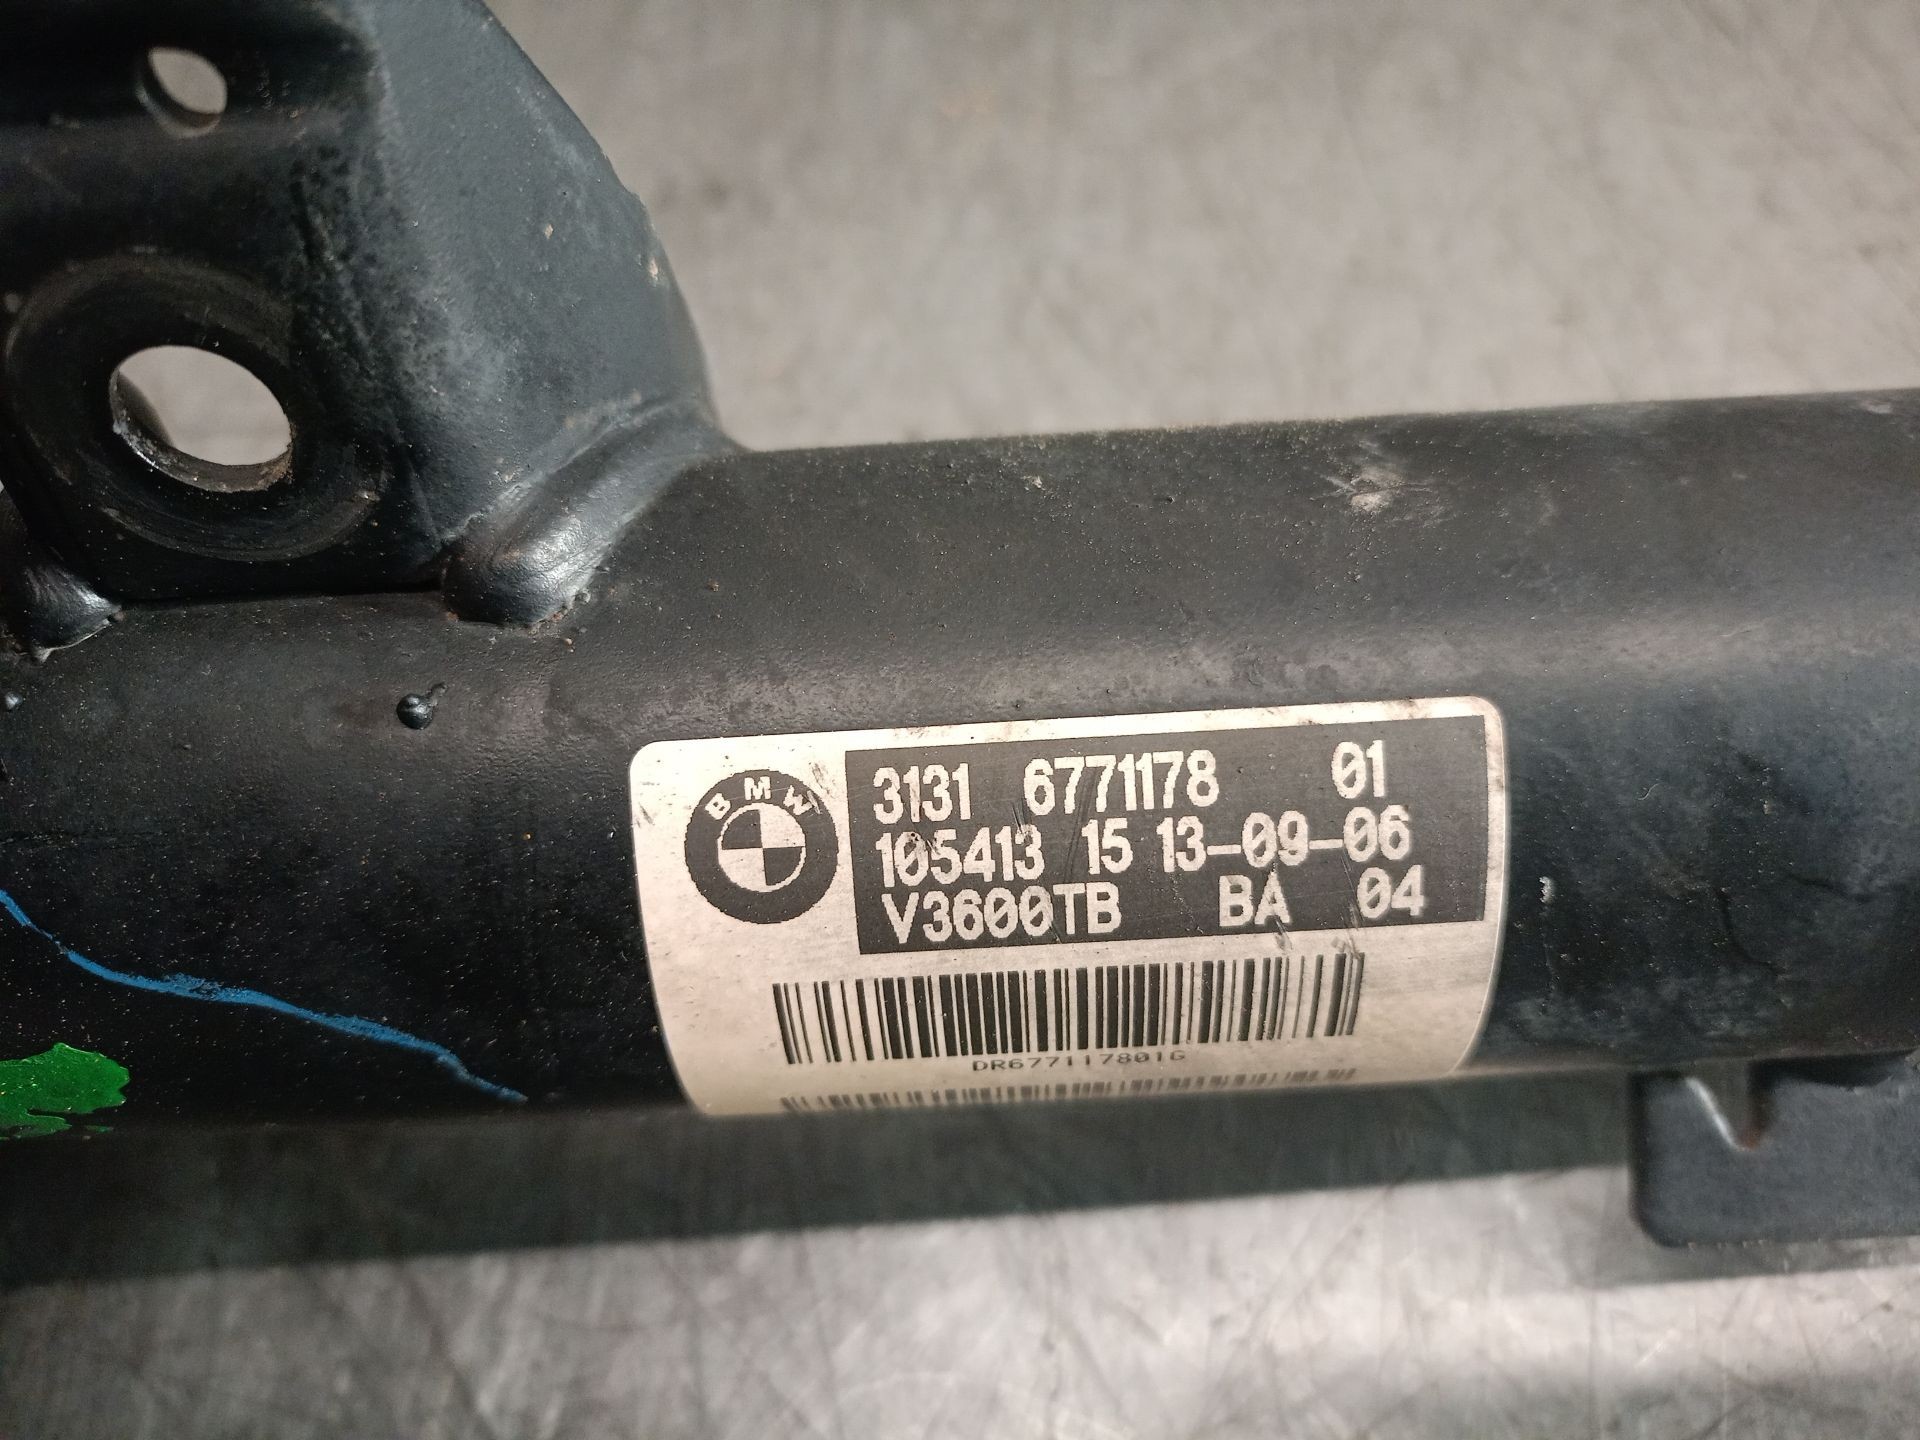 BMW
3131 6771178 01
105413 15 13-09-06
V3600TB BA 04
DR677117801G